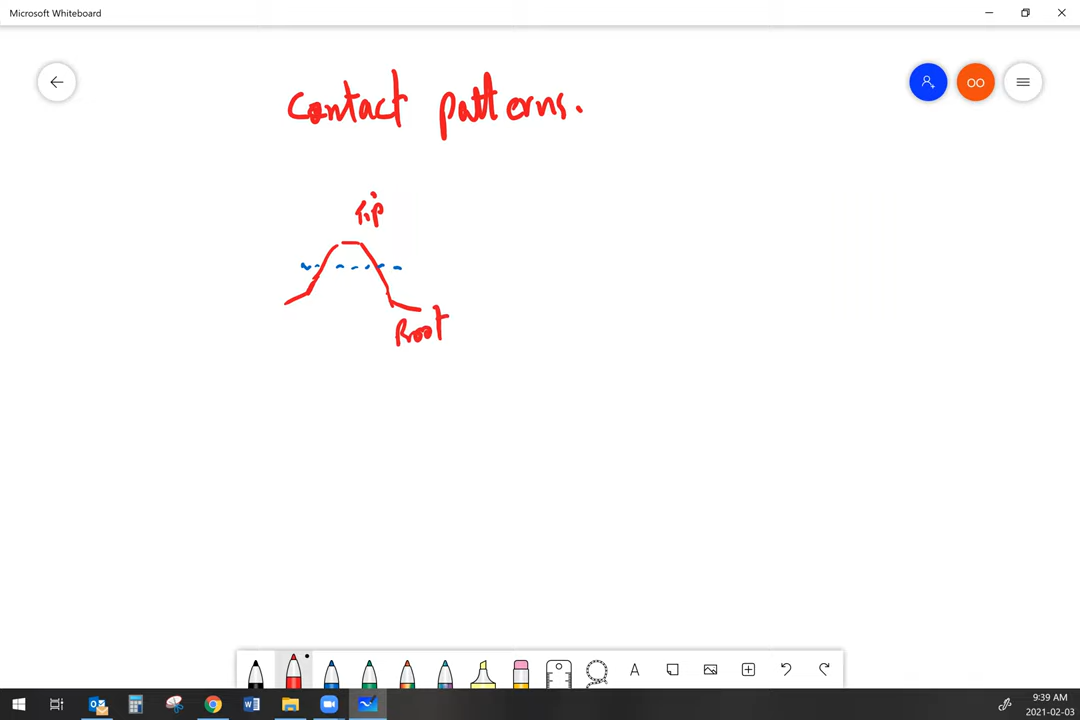 Microsoft Whiteboard
contact patterns.
Tip
Root
A
9:39 AM
2021-02-03